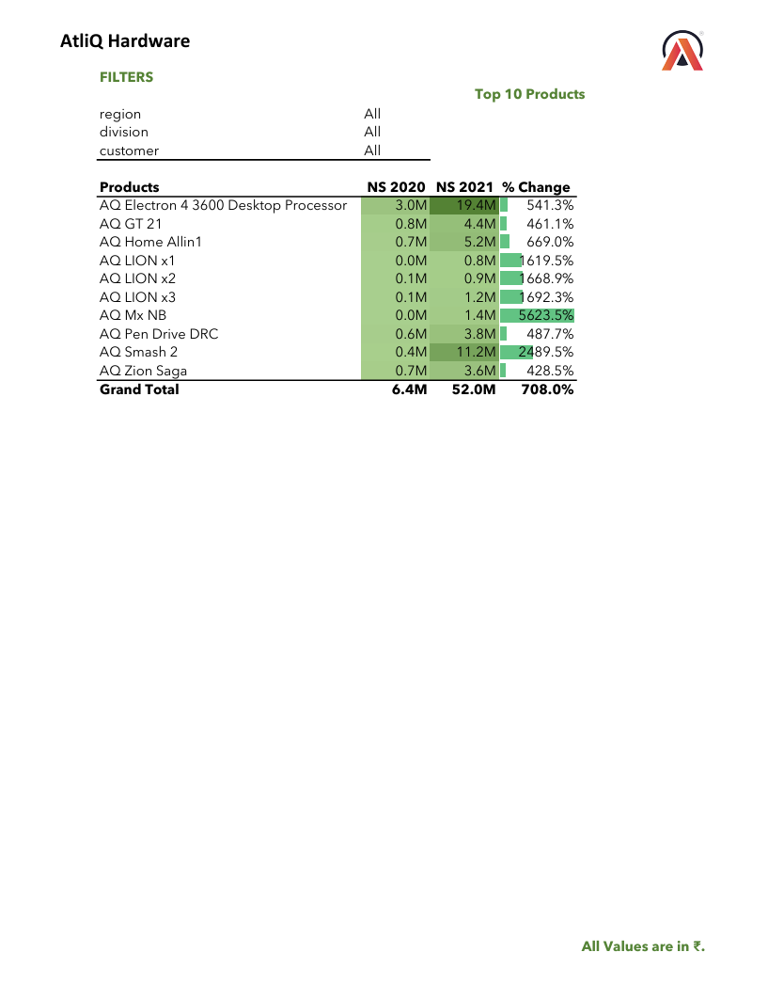 AtliQ Hardware
FILTERS
Top 10 Products
region All
division All
customer All
Products NS 2020 NS 2021 % Change
AQ Electron 4 3600 Desktop Processor 3.0M 19.4M 541.3%
AQ GT 21 0.8M 4.4M 461.1%
AQ Home Allin1 0.7M 5.2M 669.0%
AQ LION x1 0.0M 0.8M 1619.5%
AQ LION x2 0.1M 0.9M 1668.9%
AQ LION x3 0.1M 1.2M 1692.3%
AQ Mx NB 0.0M 1.4M 5623.5%
AQ Pen Drive DRC 0.6M 3.8M 487.7%
AQ Smash 2 0.4M 11.2M 2489.5%
AQ Zion Saga 0.7M 3.6M 428.5%
Grand Total 6.4M 52.0M 708.0%
All Values are in ₹.